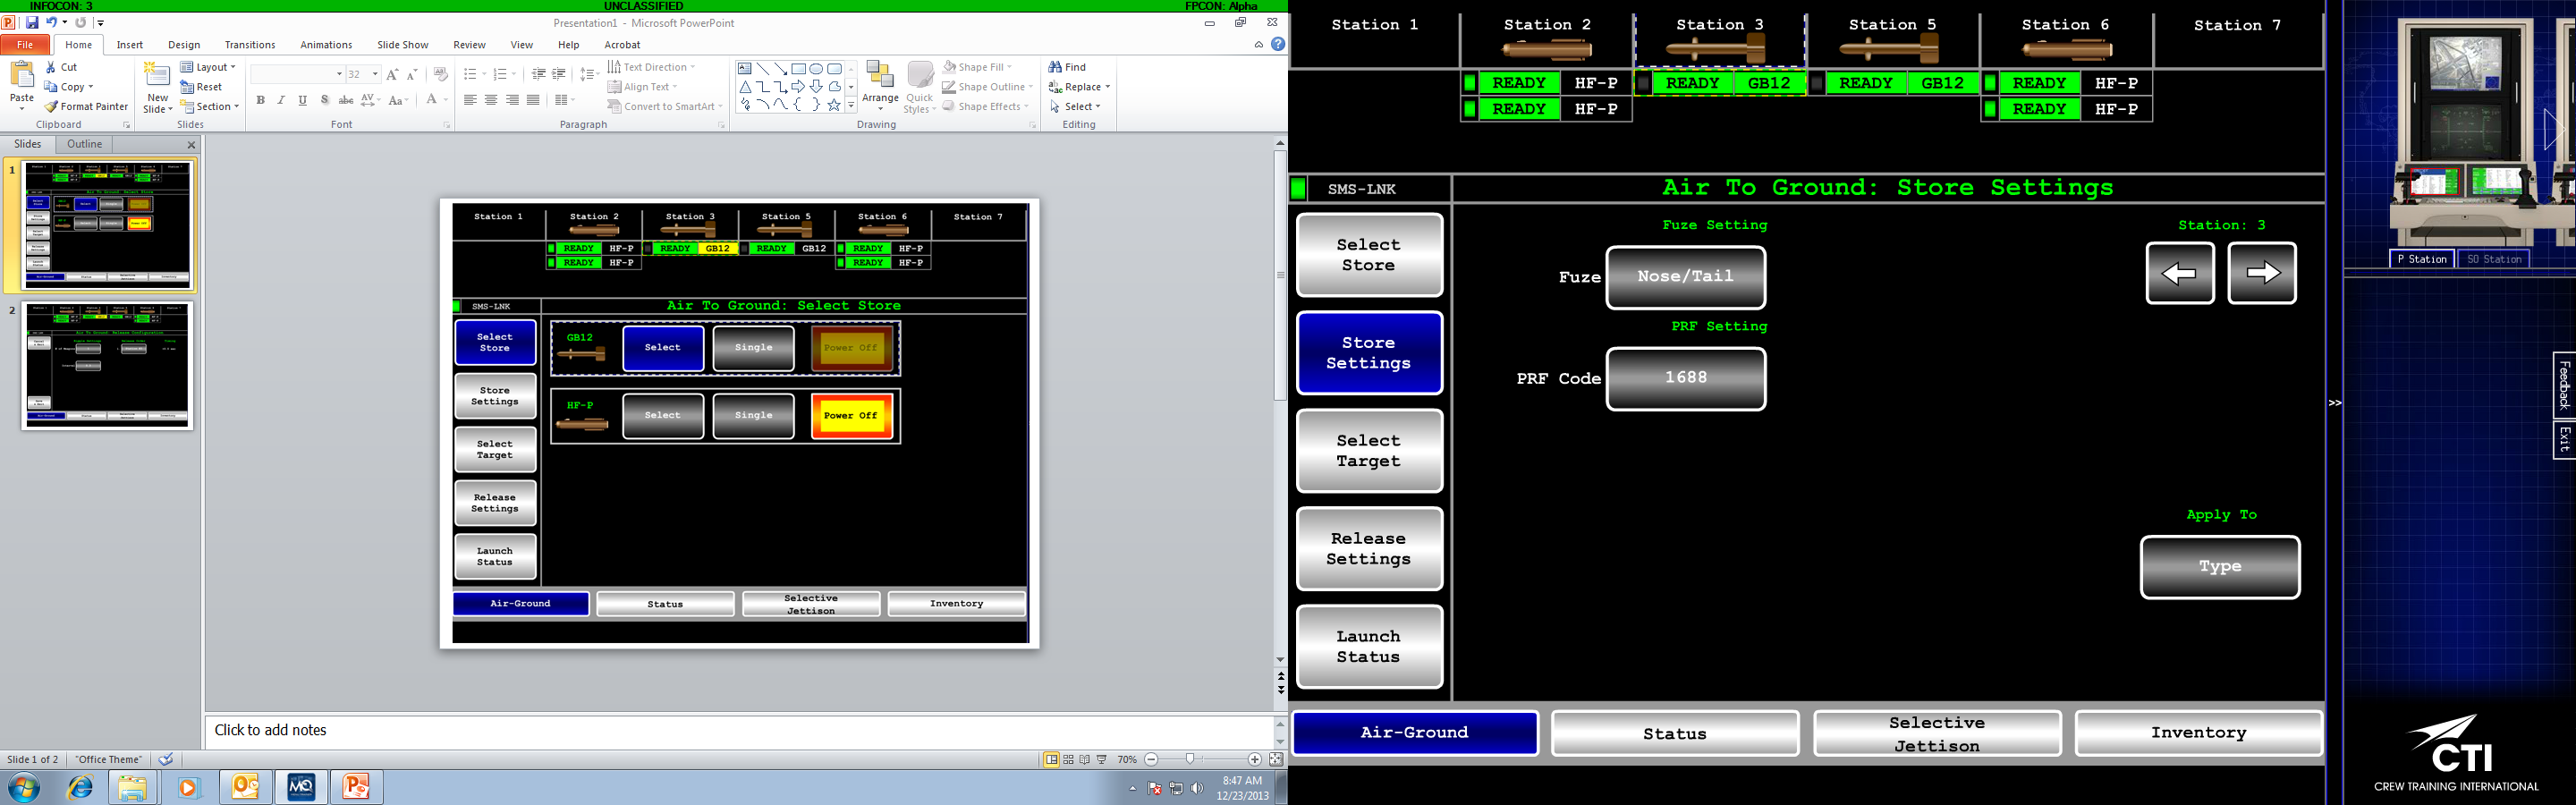 INFOCON: 3 UNCLASSIFIED FPCON: Alpha
Presentation1 - Microsoft PowerPoint
File Home Insert Design Transitions Animations Slide Show Review View Help Acrobat
Paste Cut Copy Format Painter
Clipboard
New Slide Layout Reset Section
Slides
32
B I U S abc AV Aa A
Font
Text Direction
Align Text
Convert to SmartArt
Paragraph
Arrange Quick Styles
Shape Fill
Shape Outline
Shape Effects
Drawing
Find
Replace
Select
Editing
Slides Outline
1
2
Station 1 Station 2 Station 3 Station 5 Station 6 Station 7
READY HF-P READY GB12 READY GB12 READY HF-P
READY HF-P READY HF-P
SMS-LNK Air To Ground: Select Store
Select Store
Store Settings
Select Target
Release Settings
Launch Status
GB12 Select Single Power Off
HF-P Select Single Power Off
Air-Ground Status Selective Jettison Inventory
Click to add notes
Slide 1 of 2 "Office Theme" 70%
8:47 AM
12/23/2013
Station 1 Station 2 Station 3 Station 5 Station 6 Station 7
READY HF-P READY GB12 READY GB12 READY HF-P
READY HF-P READY HF-P
SMS-LNK Air To Ground: Store Settings
Select Store
Store Settings
Select Target
Release Settings
Launch Status
Fuze Setting
Fuze Nose/Tail
PRF Setting
PRF Code 1688
Station: 3
Apply To
Type
Air-Ground Status Selective Jettison Inventory
P Station SO Station
>>
Feedback
Exit
CTI
CREW TRAINING INTERNATIONAL